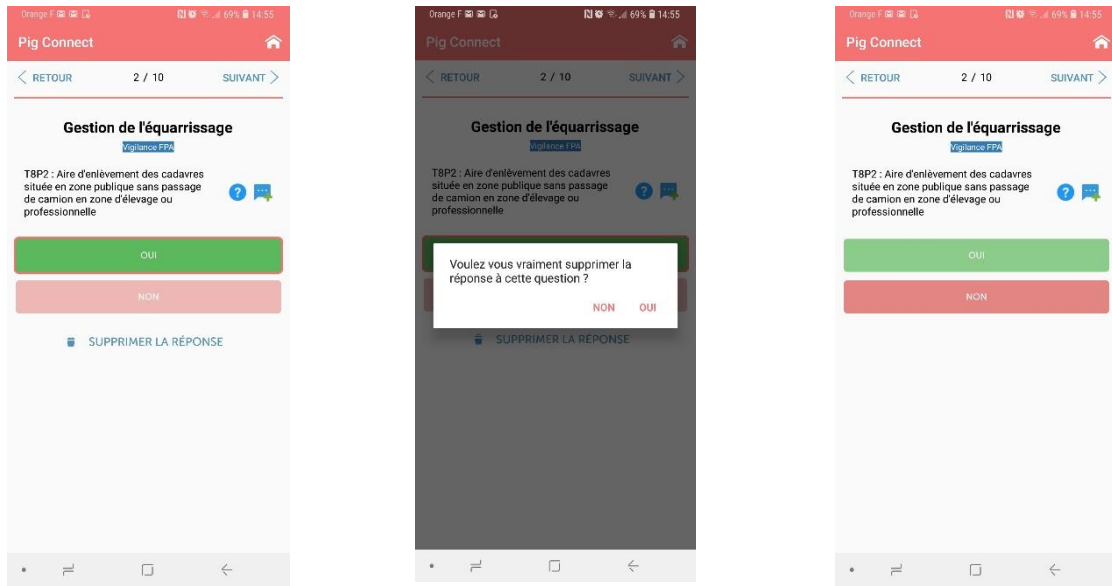 Orange F 69% 14:55
Pig Connect
RETOUR 2 / 10 SUIVANT
Gestion de l'équarrissage
Vigilance FPA
T8P2 : Aire d'enlèvement des cadavres
située en zone publique sans passage
de camion en zone d'élevage ou
professionnelle
OUI
NON
SUPPRIMER LA RÉPONSE
Orange F 69% 14:55
Pig Connect
RETOUR 2 / 10 SUIVANT
Gestion de l'équarrissage
Vigilance FPA
T8P2 : Aire d'enlèvement des cadavres
située en zone publique sans passage
de camion en zone d'élevage ou
professionnelle
Voulez vous vraiment supprimer la
réponse à cette question ?
NON OUI
SUPPRIMER LA RÉPONSE
Orange F 69% 14:55
Pig Connect
RETOUR 2 / 10 SUIVANT
Gestion de l'équarrissage
Vigilance FPA
T8P2 : Aire d'enlèvement des cadavres
située en zone publique sans passage
de camion en zone d'élevage ou
professionnelle
OUI
NON